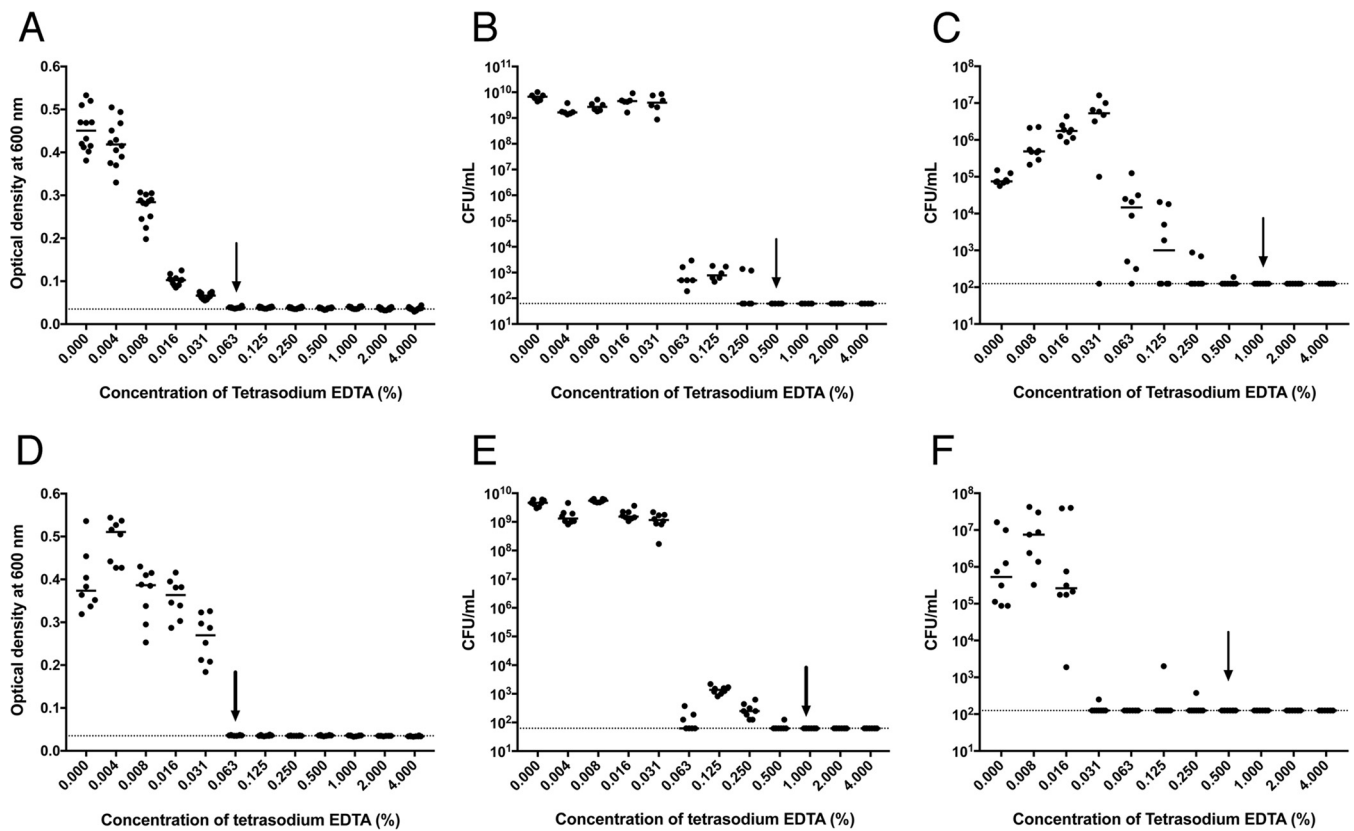 A
Optical density at 600 nm
0.6
0.5
0.4
0.3
0.2
0.1
0.0
0.000 0.004 0.008 0.016 0.031 0.063 0.125 0.250 0.500 1.000 2.000 4.000
Concentration of Tetrasodium EDTA (%)
B
CFU/mL
10¹¹
10¹⁰
10⁹
10⁸
10⁷
10⁶
10⁵
10⁴
10³
10²
10¹
0.000 0.004 0.008 0.016 0.031 0.063 0.125 0.250 0.500 1.000 2.000 4.000
Concentration of Tetrasodium EDTA (%)
C
CFU/mL
10⁸
10⁷
10⁶
10⁵
10⁴
10³
10²
10¹
0.000 0.008 0.016 0.031 0.063 0.125 0.250 0.500 1.000 2.000 4.000
Concentration of Tetrasodium EDTA (%)
D
Optical density at 600 nm
0.6
0.5
0.4
0.3
0.2
0.1
0.0
0.000 0.004 0.008 0.016 0.031 0.063 0.125 0.250 0.500 1.000 2.000 4.000
Concentration of tetrasodium EDTA (%)
E
CFU/mL
10¹⁰
10⁹
10⁸
10⁷
10⁶
10⁵
10⁴
10³
10²
10¹
0.000 0.004 0.008 0.016 0.031 0.063 0.125 0.250 0.500 1.000 2.000 4.000
Concentration of tetrasodium EDTA (%)
F
CFU/mL
10⁸
10⁷
10⁶
10⁵
10⁴
10³
10²
10¹
0.000 0.008 0.016 0.031 0.063 0.125 0.250 0.500 1.000 2.000 4.000
Concentration of Tetrasodium EDTA (%)